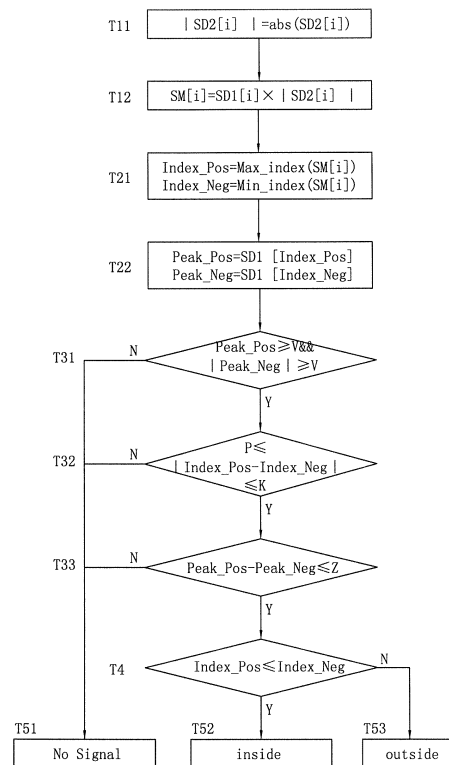 T11
| SD2[i] |=abs(SD2[i])
T12
SM[i]=SD1[i]×| SD2[i] |
T21
Index_Pos=Max_index(SM[i])
Index_Neg=Min_index(SM[i])
T22
Peak_Pos=SD1 [Index_Pos]
Peak_Neg=SD1 [Index_Neg]
T31
N
Peak_Pos≥V&&
| Peak_Neg | ≥V
Y
T32
N
P≤
| Index_Pos-Index_Neg |
≤K
Y
T33
N
Peak_Pos-Peak_Neg≤Z
Y
T4
Index_Pos≤Index_Neg
N
Y
T51
T52
T53
No Signal
inside
outside